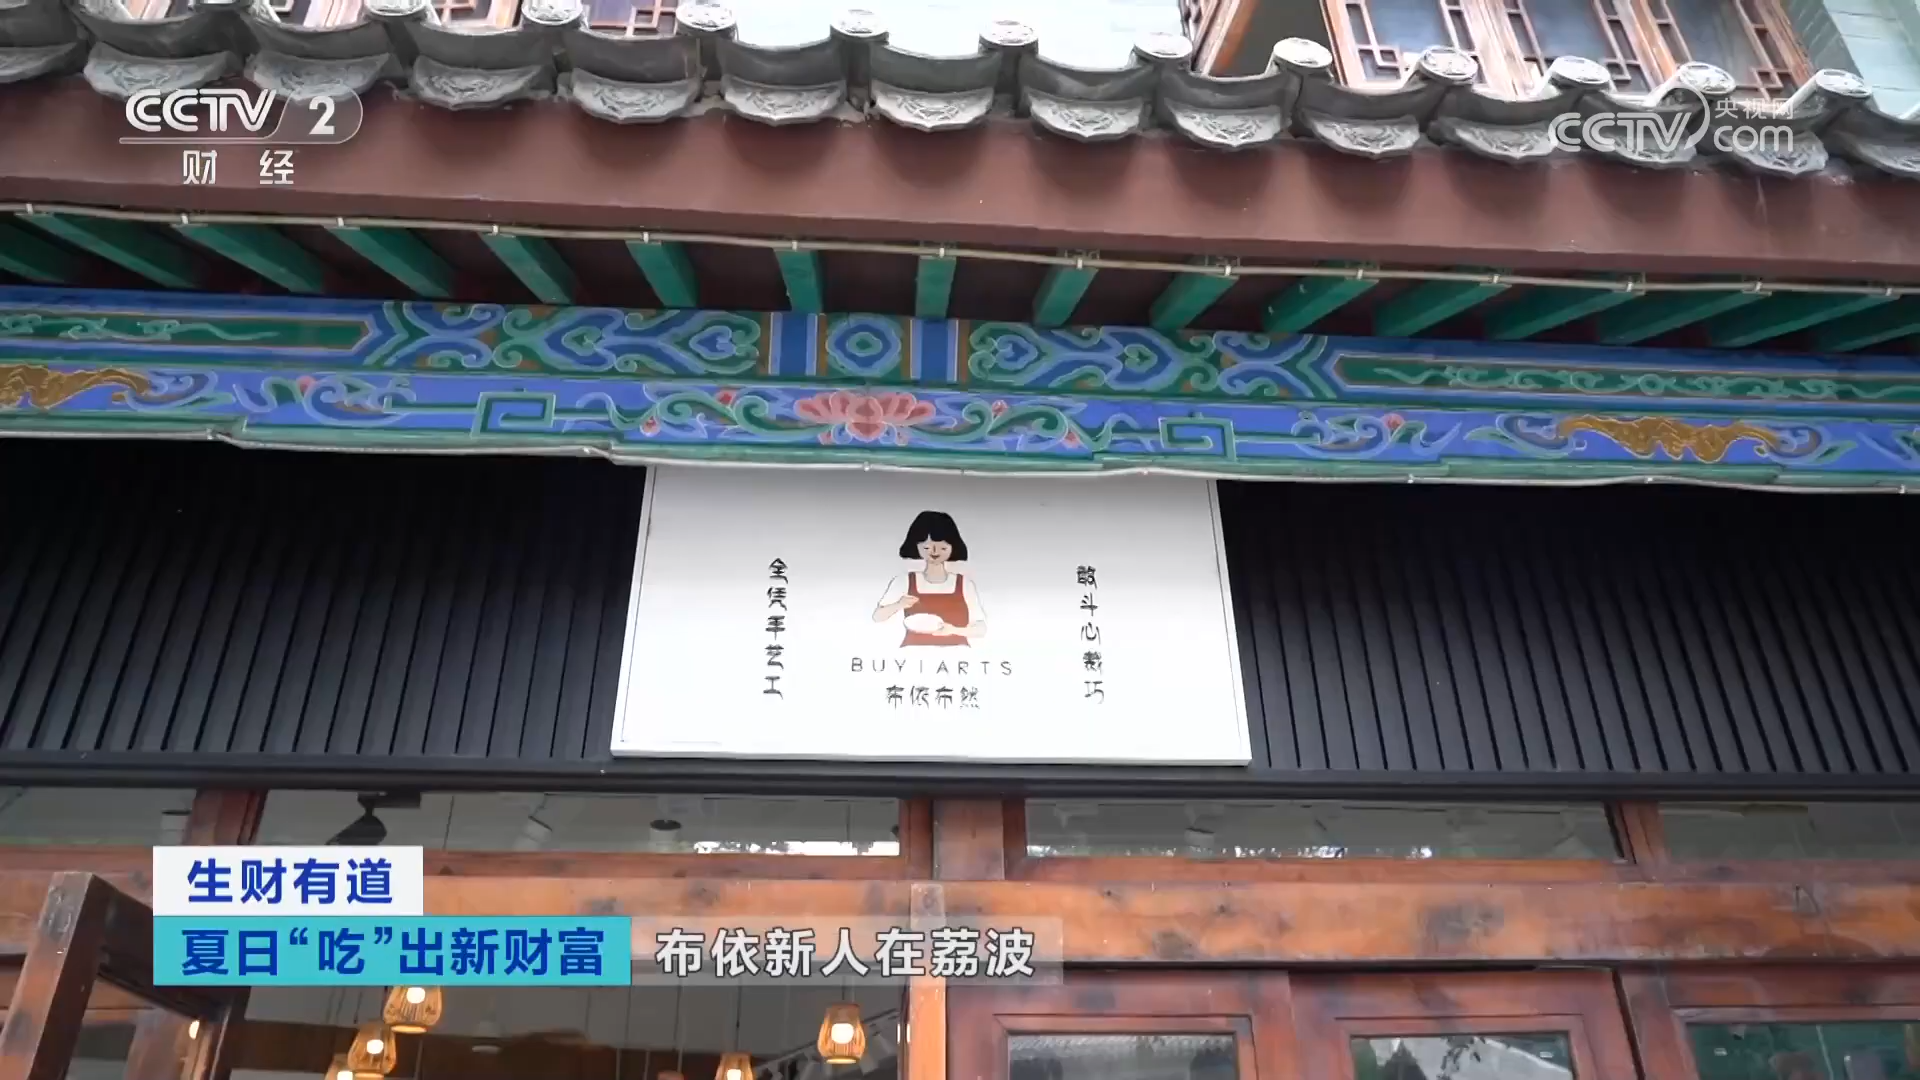 CCTV 2
财经
央视网
CCTV.com
全凭手艺工
敢斗心裁巧
BUYIARTS
布依布然
生财有道
夏日“吃”出新财富
布依新人在荔波